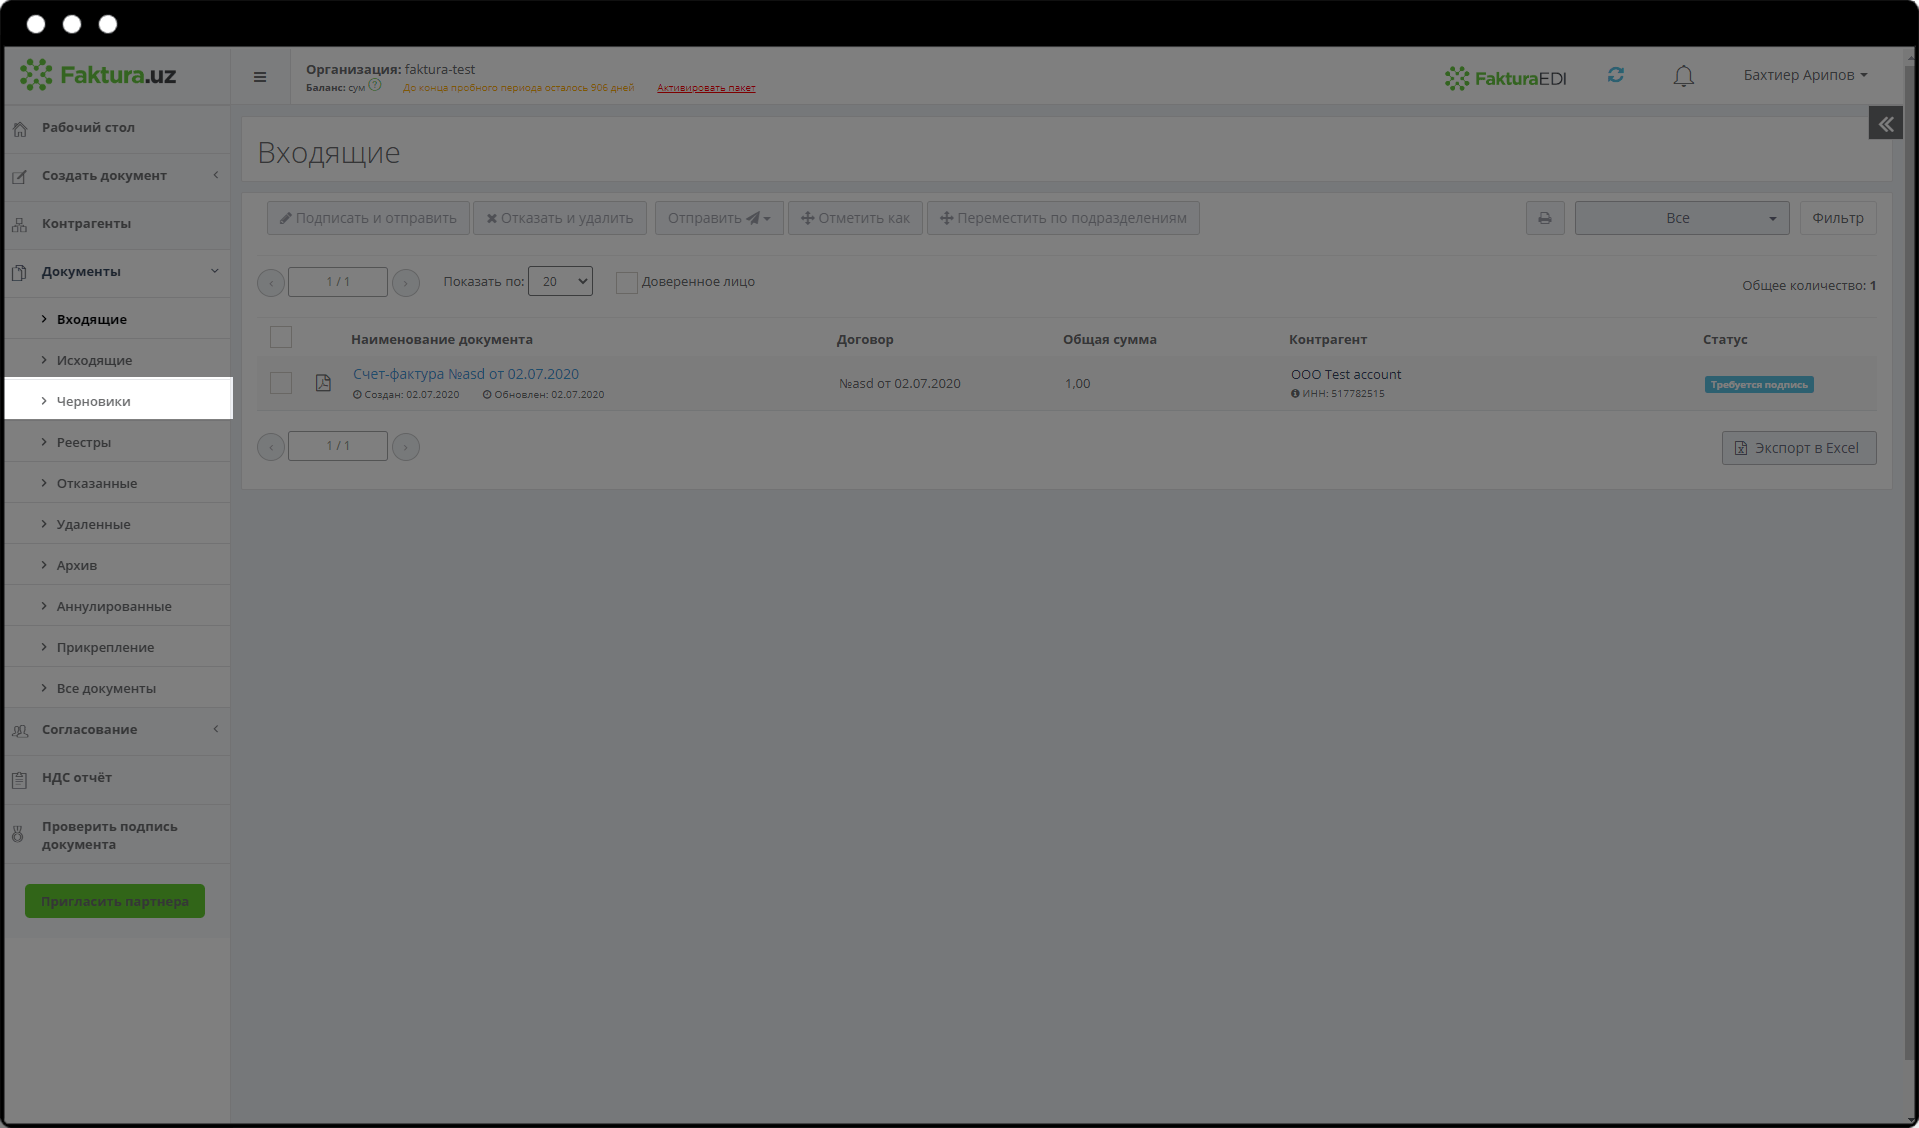 Faktura.uz
Организация: faktura-test
Баланс: сум ? До конца пробного периода осталось 906 дней Активировать пакет
FakturaEDI
Бахтиер Арипов
Рабочий стол
Создать документ
Контрагенты
Документы
Входящие
Исходящие
Черновики
Реестры
Отказанные
Удаленные
Архив
Аннулированные
Прикрепление
Все документы
Согласование
НДС отчёт
Проверить подпись
документа
Пригласить партнера
Входящие
Подписать и отправить Отказать и удалить Отправить Отметить как Переместить по подразделениям Все Фильтр
1 / 1 Показать по: 20 Доверенное лицо Общее количество: 1
Наименование документа Договор Общая сумма Контрагент Статус
Счет-фактура №asd от 02.07.2020 №asd от 02.07.2020 1,00 ООО Test account Требуется подпись
Создан: 02.07.2020 Обновлен: 02.07.2020 ИНН: 517782515
1 / 1 Экспорт в Excel